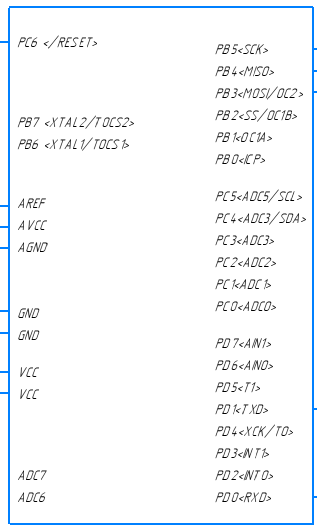 PC6 </RESET>
PB7 <XTAL2/TOCS2>
PB6 <XTAL1/TOCS1>
AREF
AVCC
AGND
GND
GND
VCC
VCC
ADC7
ADC6
PB5<SCK>
PB4<MISO>
PB3<MOSI/OC2>
PB2<SS/OC1B>
PB1<OC1A>
PB0<ICP>
PC5<ADC5/SCL>
PC4<ADC3/SDA>
PC3<ADC3>
PC2<ADC2>
PC1<ADC1>
PC0<ADC0>
PD7<AIN1>
PD6<AIN0>
PD5<T1>
PD1<TXD>
PD4<XCK/T0>
PD3<INT1>
PD2<INT0>
PD0<RXD>